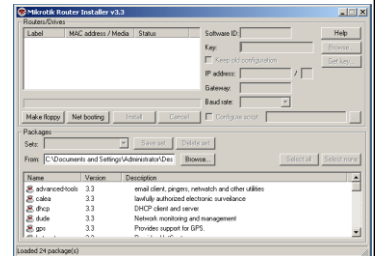 Mikrotik Router Installer v3.3
Routers/Drives
Label MAC address / Media Status
Software ID: Help
Key: Browse...
Keep old configuration Get key...
IP address: /
Gateway:
Baud rate:
Make floppy Net booting Install Cancel Configure script:
Packages
Sets: Save set Delete set
From: C:\Documents and Settings\Administrator\Des Browse... Select all Select none
Name Version Description
advanced-tools 3.3 email client, pingers, netwatch and other utilities
calea 3.3 lawfully authorized electronic surveilance
dhcp 3.3 DHCP client and server
dude 3.3 Network monitoring and management
gps 3.3 Provides support for GPS.
Loaded 24 package(s)